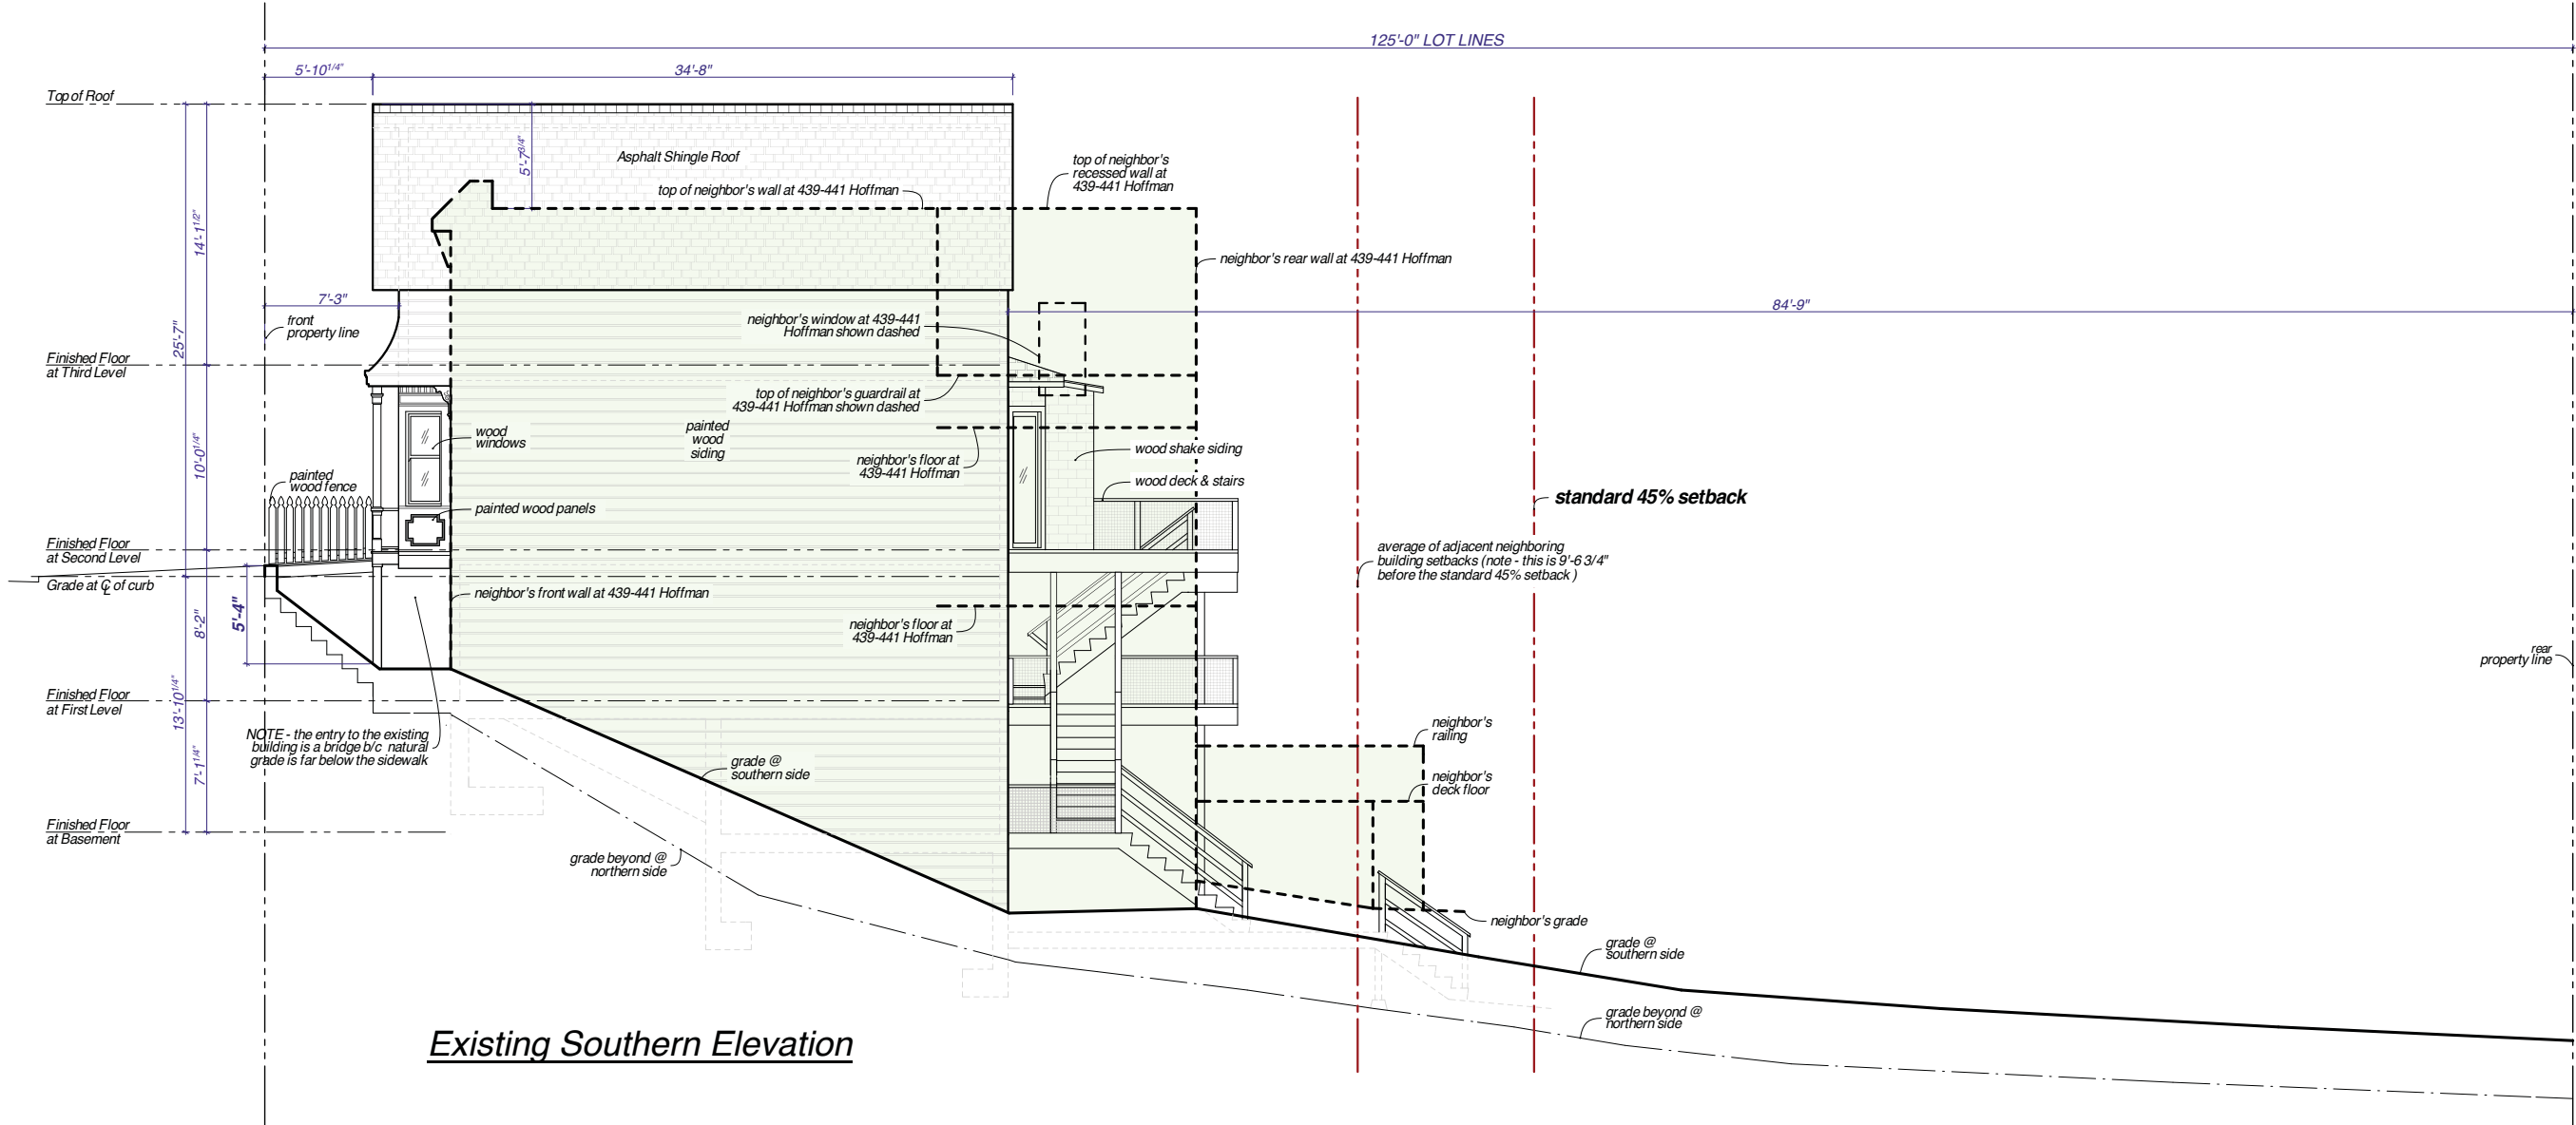 125'-0" LOT LINES
5'-10 1/4"
34'-8"
Top of Roof
5'-7 3/4"
Asphalt Shingle Roof
top of neighbor's
recessed wall at
439-441 Hoffman
top of neighbor's wall at 439-441 Hoffman
14'-1 1/2"
neighbor's rear wall at 439-441 Hoffman
7'-3"
84'-9"
front
property line
neighbor's window at 439-441
Hoffman shown dashed
25'-7"
Finished Floor
at Third Level
top of neighbor's guardrail at
439-441 Hoffman shown dashed
wood
windows
painted
wood
siding
10'-0 1/4"
neighbor's floor at
439-441 Hoffman
wood shake siding
wood deck & stairs
painted
wood fence
painted wood panels
standard 45% setback
Finished Floor
at Second Level
average of adjacent neighboring
building setbacks (note - this is 9'-6 3/4"
before the standard 45% setback )
Grade at ℄ of curb
neighbor's front wall at 439-441 Hoffman
5'-4"
8'-2"
neighbor's floor at
439-441 Hoffman
rear
property line
Finished Floor
at First Level
13'-10 1/4"
NOTE - the entry to the existing
building is a bridge b/c natural
grade is far below the sidewalk
neighbor's
railing
7'-1 1/4"
grade @
southern side
neighbor's
deck floor
Finished Floor
at Basement
grade beyond @
northern side
neighbor's grade
grade @
southern side
grade beyond @
northern side
Existing Southern Elevation